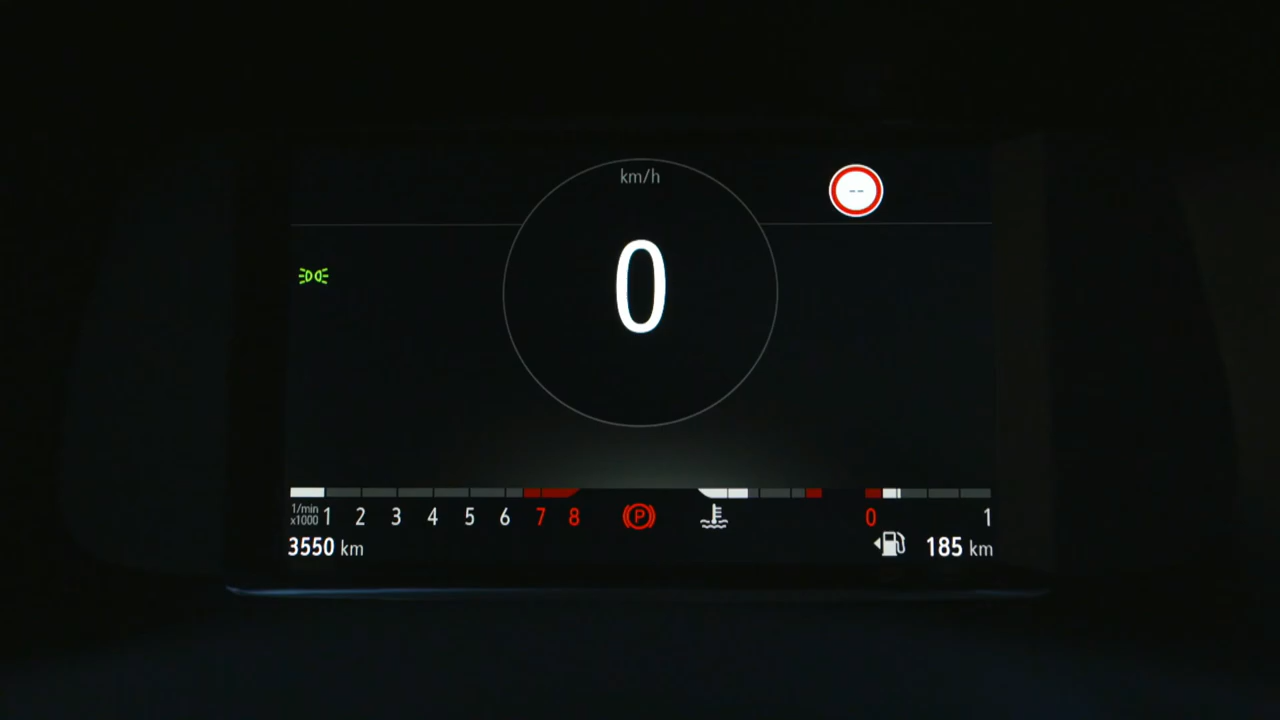 km/h
--
0
1/min
x1000 1 2 3 4 5 6 7 8 P 0 1
3550 km 185 km